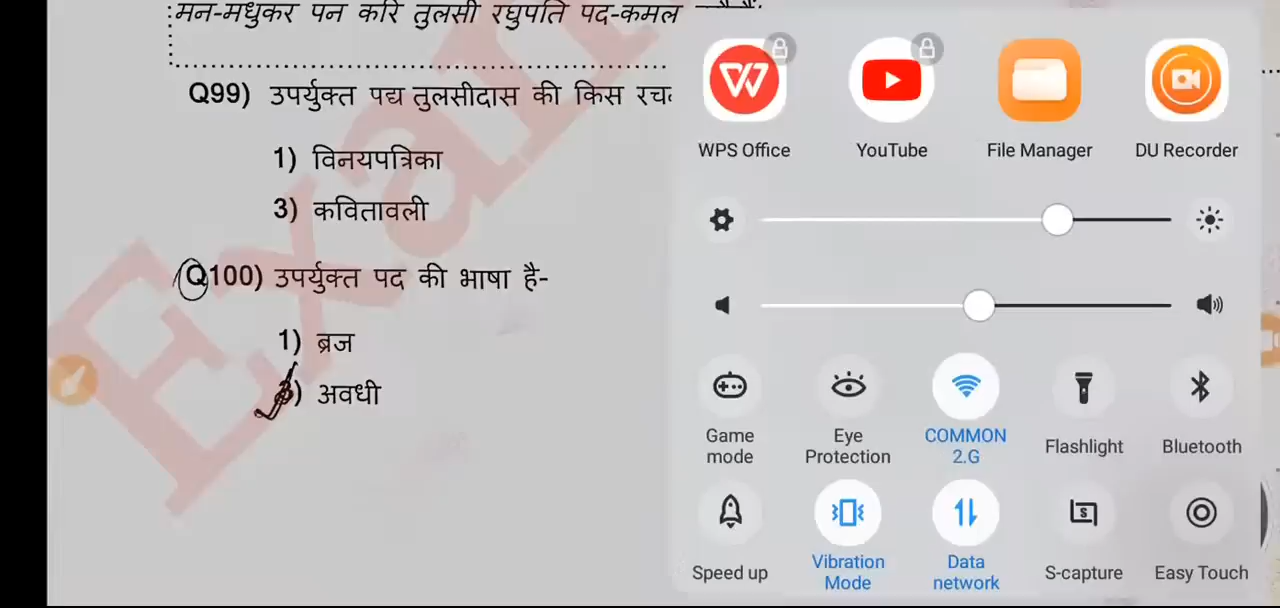 मन-मधुकर पन करि तुलसी रघुपति पद-कमल
Q99) उपर्युक्त पद्य तुलसीदास की किस
1) विनयपत्रिका
3) कवितावली
Q100) उपर्युक्त पद की भाषा है-
1) ब्रज
3) अवधी
Exam
WPS Office
YouTube
File Manager
DU Recorder
Game mode
Eye Protection
COMMON 2.G
Flashlight
Bluetooth
Speed up
Vibration Mode
Data network
S-capture
Easy Touch